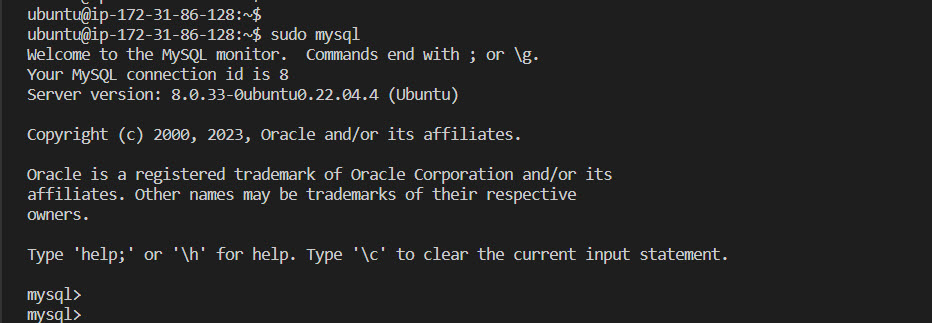 ubuntu@ip-172-31-86-128:~$
ubuntu@ip-172-31-86-128:~$ sudo mysql
Welcome to the MySQL monitor.  Commands end with ; or \g.
Your MySQL connection id is 8
Server version: 8.0.33-0ubuntu0.22.04.4 (Ubuntu)
Copyright (c) 2000, 2023, Oracle and/or its affiliates.
Oracle is a registered trademark of Oracle Corporation and/or its
affiliates. Other names may be trademarks of their respective
owners.
Type 'help;' or '\h' for help. Type '\c' to clear the current input statement.
mysql>
mysql>